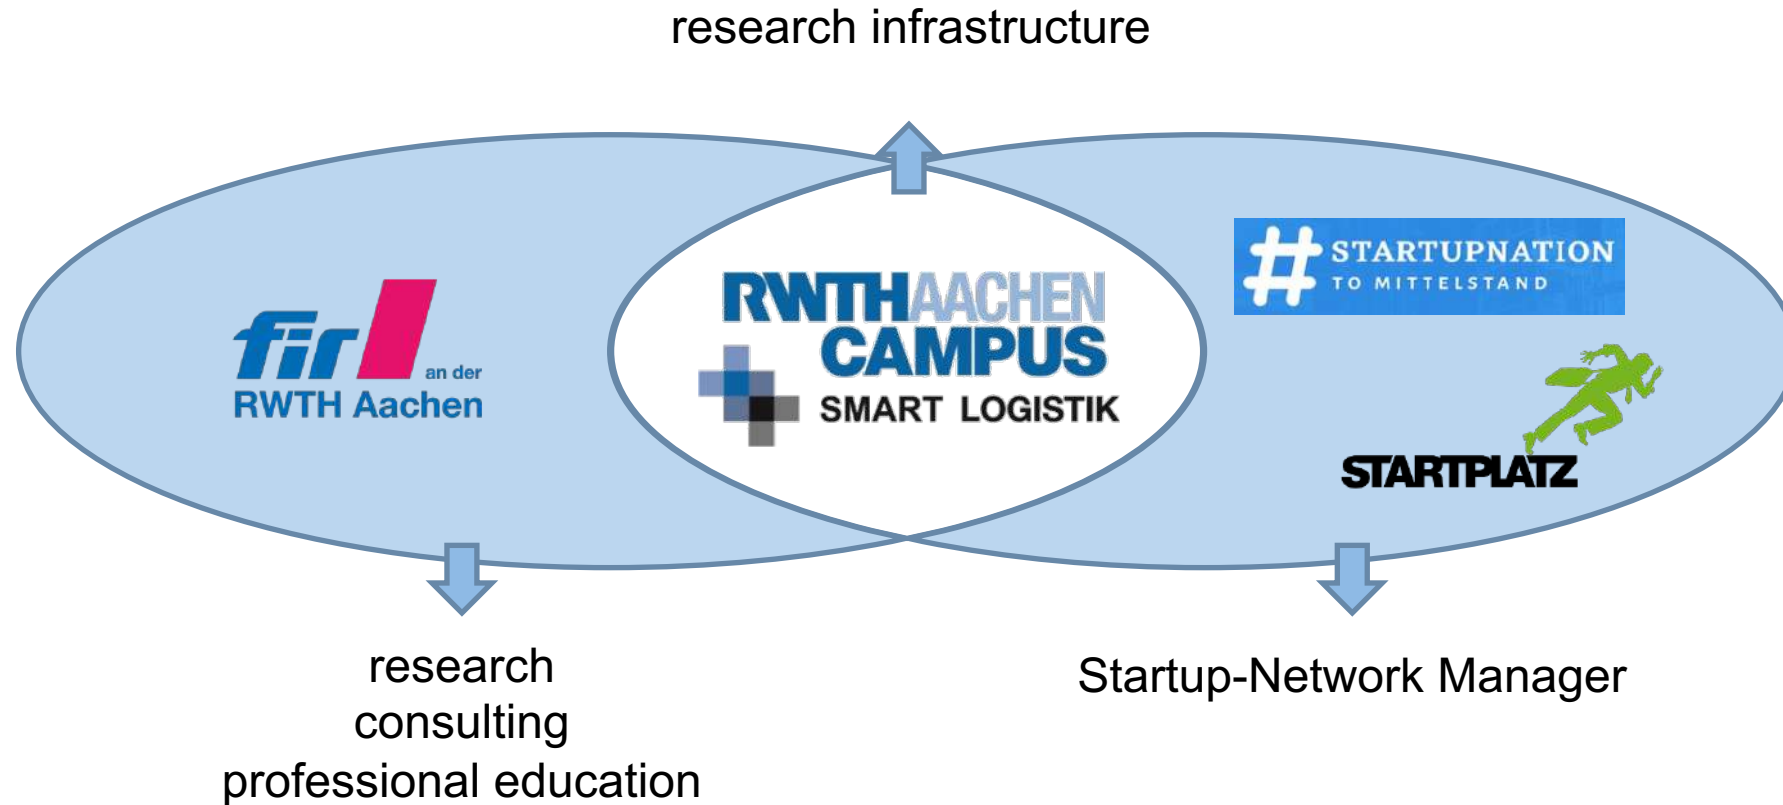 research infrastructure
fir
an der
RWTH Aachen
RWTHAACHEN
CAMPUS
SMART LOGISTIK
# STARTUPNATION
TO MITTELSTAND
STARTPLATZ
research
consulting
professional education
Startup-Network Manager